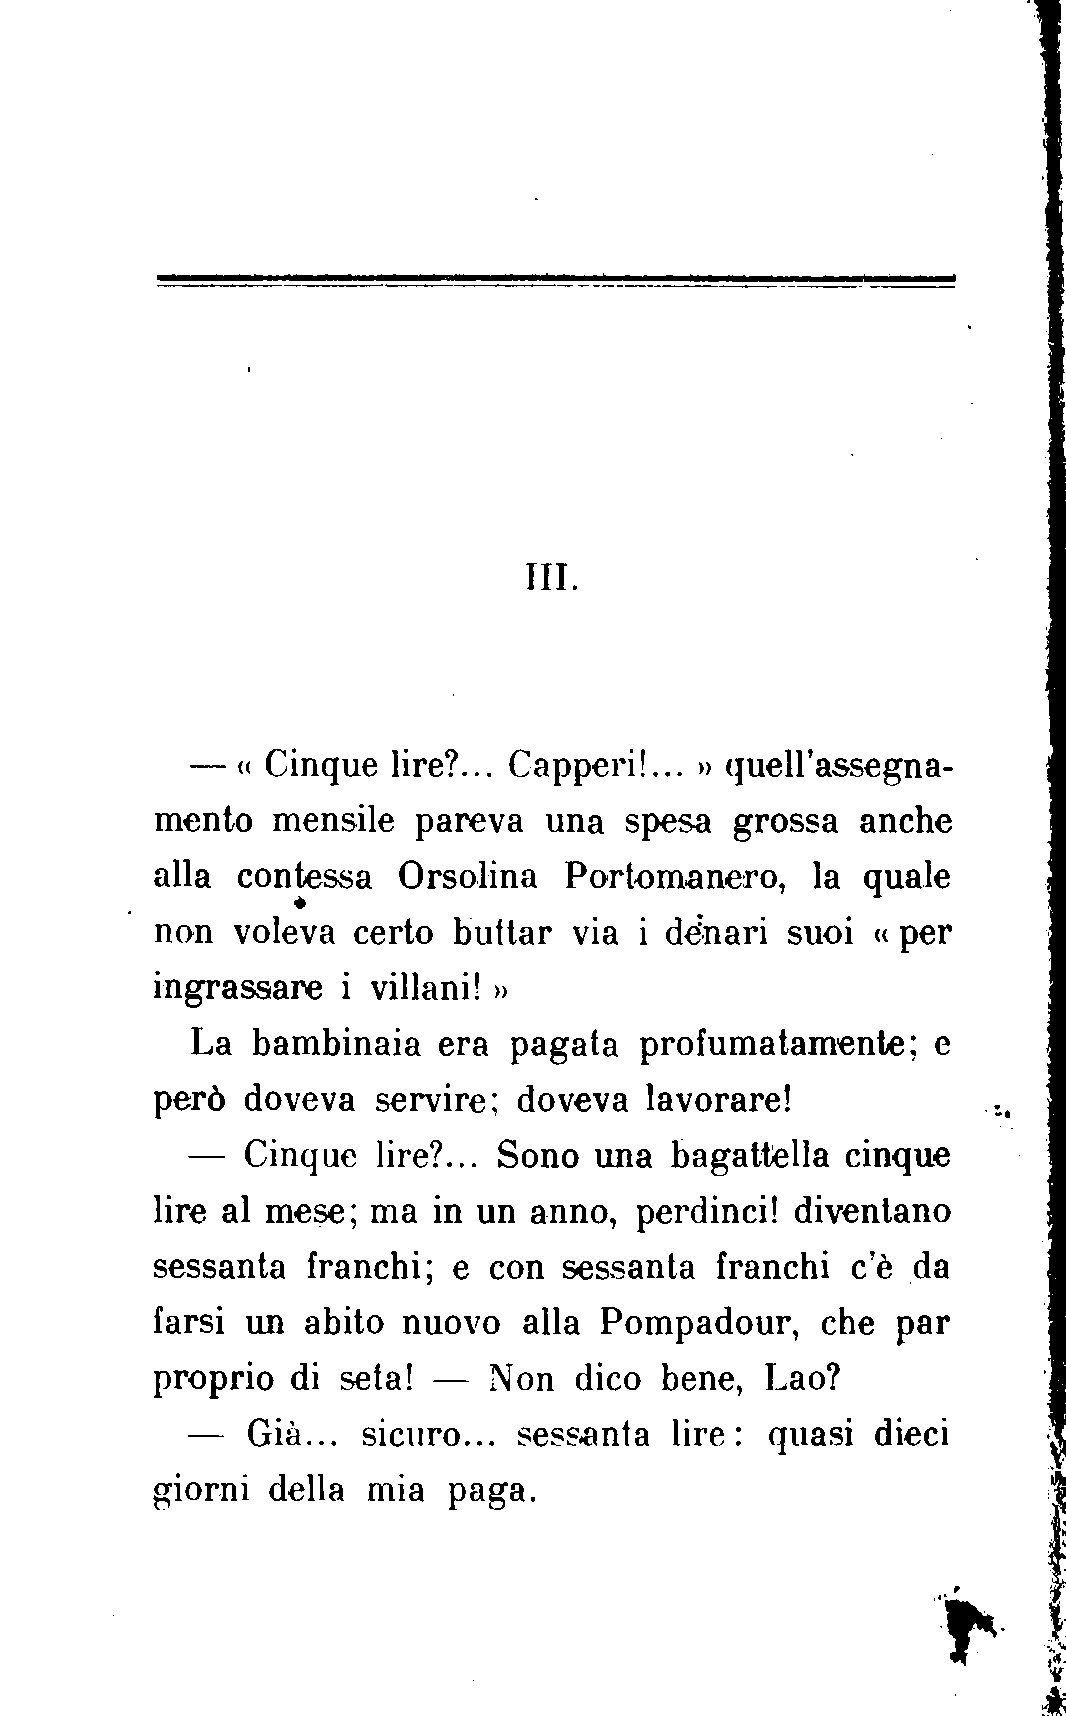 III.
— « Cinque lire?... Capperi!... » quell'assegna-
mento mensile pareva una spesa grossa anche
alla contessa Orsolina Portomanero, la quale
non voleva certo buttar via i denari suoi « per
ingrassare i villani! »
La bambinaia era pagata profumatamente; e
però doveva servire; doveva lavorare!
— Cinque lire?... Sono una bagattella cinque
lire al mese; ma in un anno, perdinci! diventano
sessanta franchi; e con sessanta franchi c'è da
farsi un abito nuovo alla Pompadour, che par
proprio di seta! — Non dico bene, Lao?
— Già... sicuro... sessanta lire: quasi dieci
giorni della mia paga.